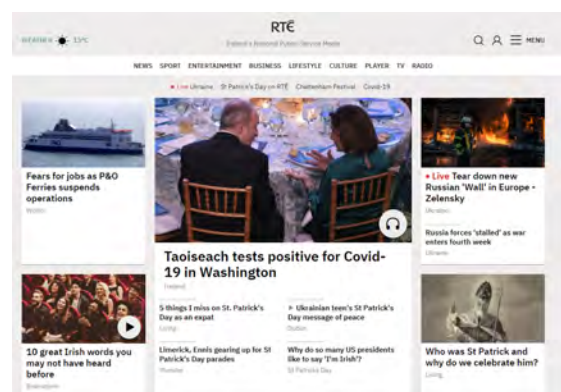 RTÉ
WEATHER 15°C
Ireland's National Public Service Media
MENU
NEWS SPORT ENTERTAINMENT BUSINESS LIFESTYLE CULTURE PLAYER TV RADIO
Live Ukraine St Patrick's Day on RTÉ Cheltenham Festival Covid-19
Fears for jobs as P&O
Ferries suspends
operations
World
10 great Irish words you
may not have heard
before
Brainstorm
Taoiseach tests positive for Covid-
19 in Washington
Ireland
5 things I miss on St. Patrick's
Day as an expat
Living
Ukrainian teen's St Patrick's
Day message of peace
Limerick, Ennis gearing up for St
Patrick's Day parades
Munster
Why do so many US presidents
like to say 'I'm Irish'?
St Patrick's Day
• Live Tear down new
Russian 'Wall' in Europe -
Zelensky
Ukraine
Russia forces 'stalled' as war
enters fourth week
Ukraine
Who was St Patrick and
why do we celebrate him?
Living